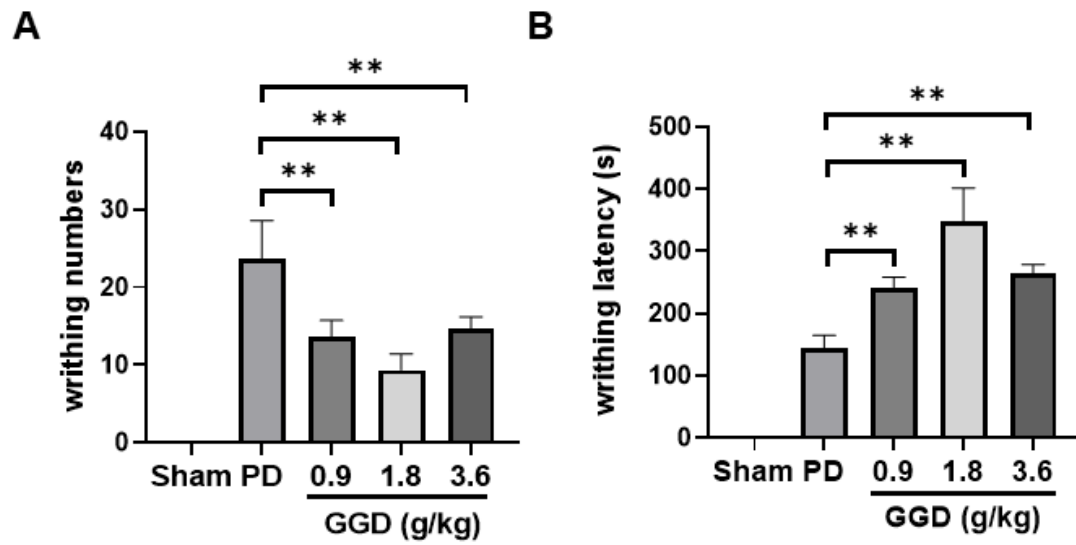 A
**
**
**
writhing numbers
40
30
20
10
0
Sham PD 0.9 1.8 3.6
GGD (g/kg)
B
**
**
**
writhing latency (s)
500
400
300
200
100
0
Sham PD 0.9 1.8 3.6
GGD (g/kg)